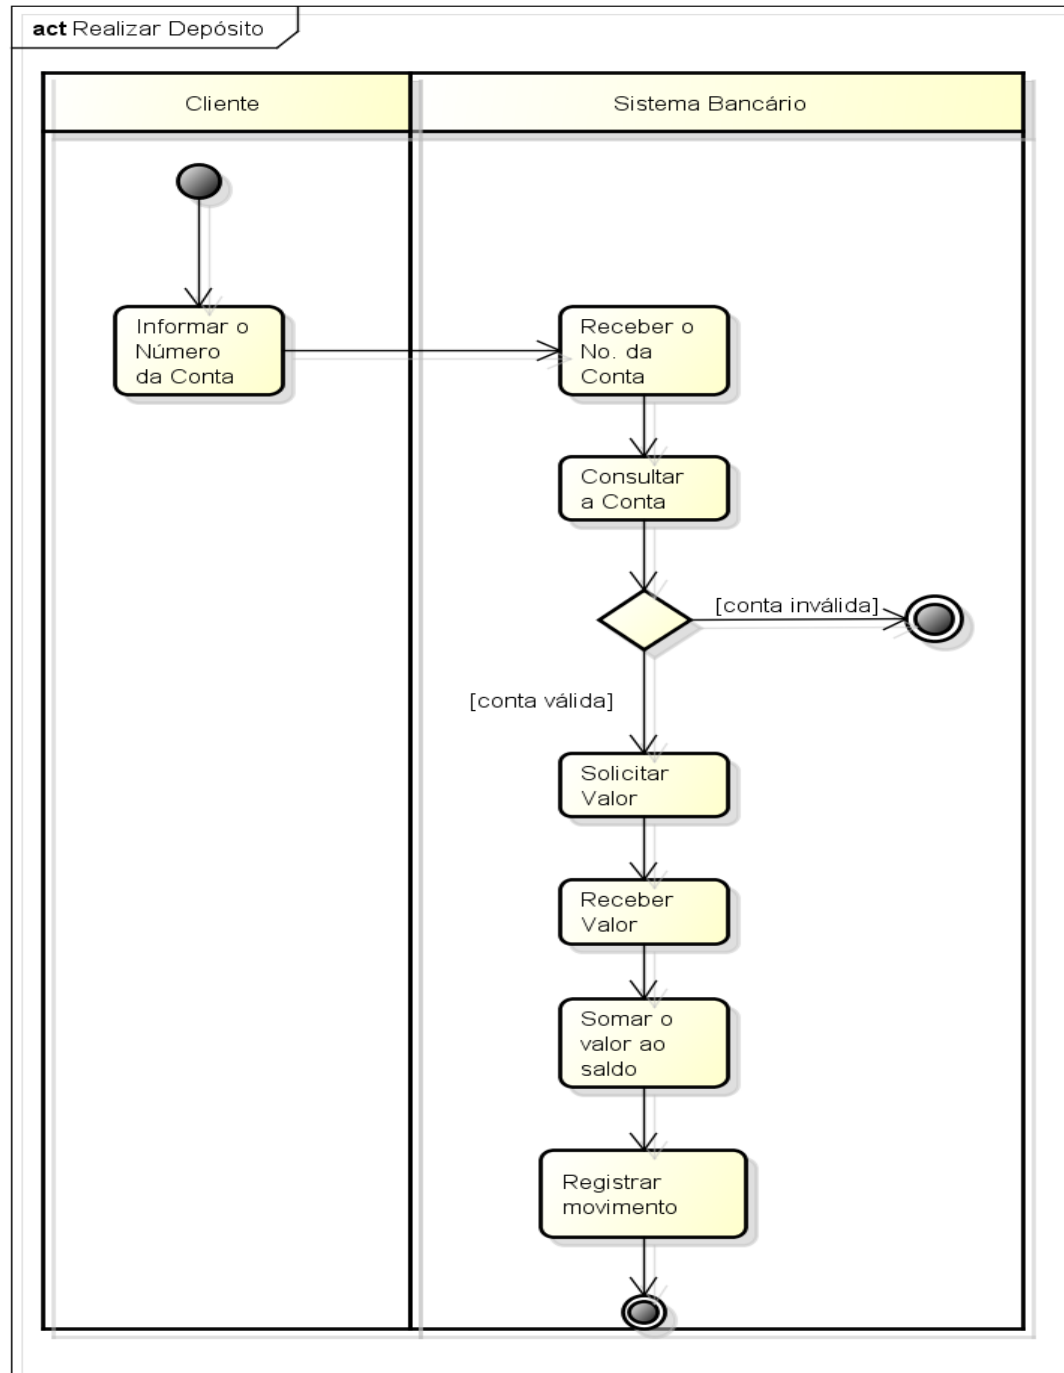 act Realizar Depósito
Cliente
Sistema Bancário
Informar o
Número
da Conta
Receber o
No. da
Conta
Consultar
a Conta
[conta inválida]
[conta válida]
Solicitar
Valor
Receber
Valor
Somar o
valor ao
saldo
Registrar
movimento